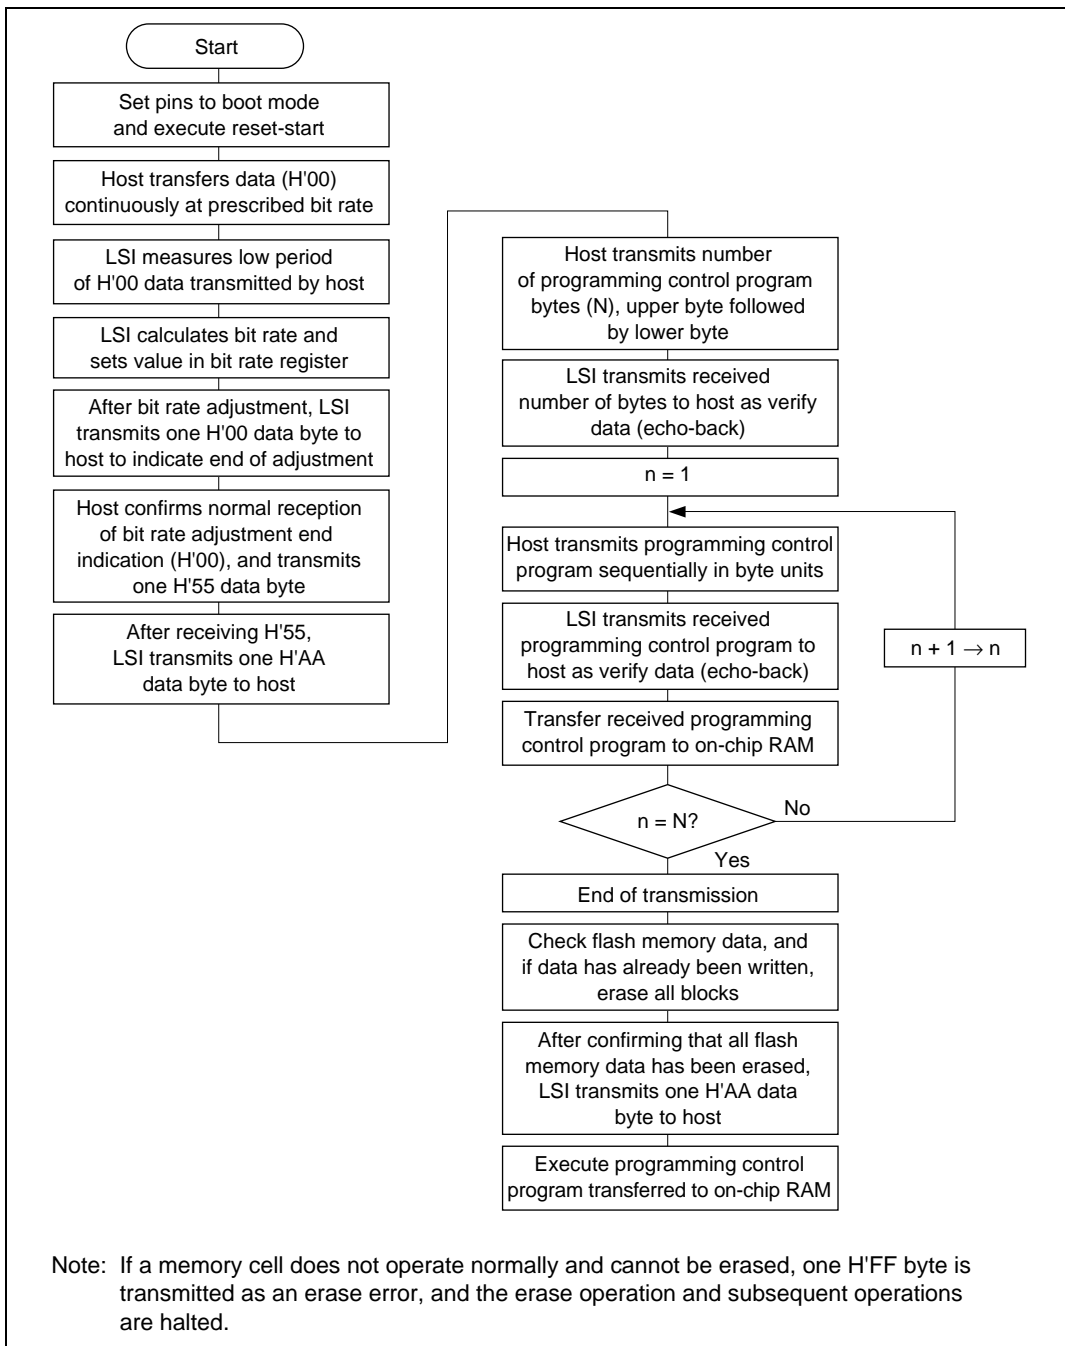 Start
Set pins to boot mode
and execute reset-start
Host transfers data (H'00)
continuously at prescribed bit rate
LSI measures low period
of H'00 data transmitted by host
LSI calculates bit rate and
sets value in bit rate register
After bit rate adjustment, LSI
transmits one H'00 data byte to
host to indicate end of adjustment
Host confirms normal reception
of bit rate adjustment end
indication (H'00), and transmits
one H'55 data byte
After receiving H'55,
LSI transmits one H'AA
data byte to host
Host transmits number
of programming control program
bytes (N), upper byte followed
by lower byte
LSI transmits received
number of bytes to host as verify
data (echo-back)
n = 1
Host transmits programming control
program sequentially in byte units
LSI transmits received
programming control program to
host as verify data (echo-back)
n + 1 → n
Transfer received programming
control program to on-chip RAM
n = N?
No
Yes
End of transmission
Check flash memory data, and
if data has already been written,
erase all blocks
After confirming that all flash
memory data has been erased,
LSI transmits one H'AA data
byte to host
Execute programming control
program transferred to on-chip RAM
Note: If a memory cell does not operate normally and cannot be erased, one H'FF byte is
transmitted as an erase error, and the erase operation and subsequent operations
are halted.